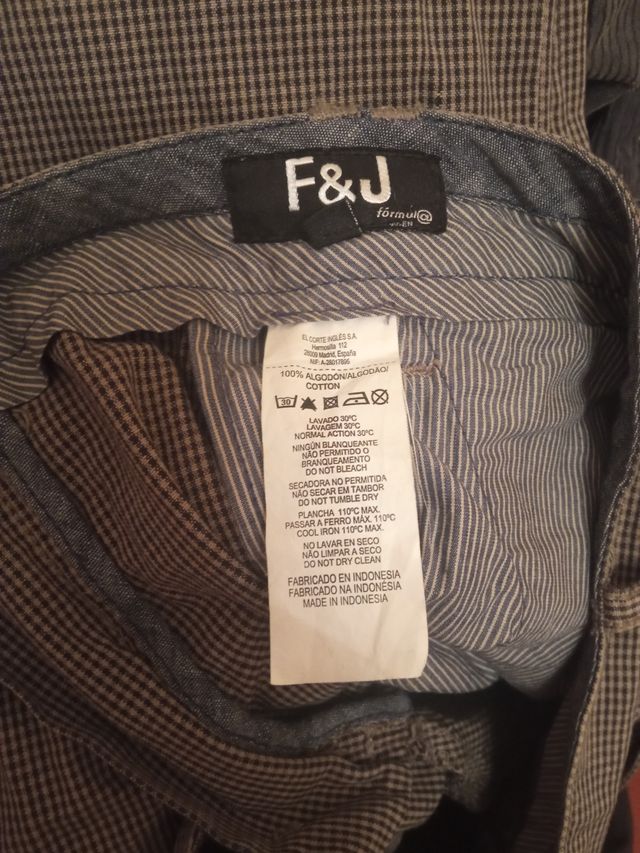 F&J
fórmul@
EL CORTE INGLÉS S.A.
Hermosilla 112
28009 Madrid, España
NIF: A-28017895
100% ALGODÓN/ALGODÃO/
COTTON
30
LAVADO 30ºC
LAVAGEM 30ºC
NORMAL ACTION 30ºC
NINGÚN BLANQUEANTE
NÃO PERMITIDO O
BRANQUEAMENTO
DO NOT BLEACH
SECADORA NO PERMITIDA
NÃO SECAR EM TAMBOR
DO NOT TUMBLE DRY
PLANCHA 110ºC MAX.
PASSAR A FERRO MÁX. 110ºC
COOL IRON 110ºC MAX.
NO LAVAR EN SECO
NÃO LIMPAR A SECO
DO NOT DRY CLEAN
FABRICADO EN INDONESIA
FABRICADO NA INDONÉSIA
MADE IN INDONESIA